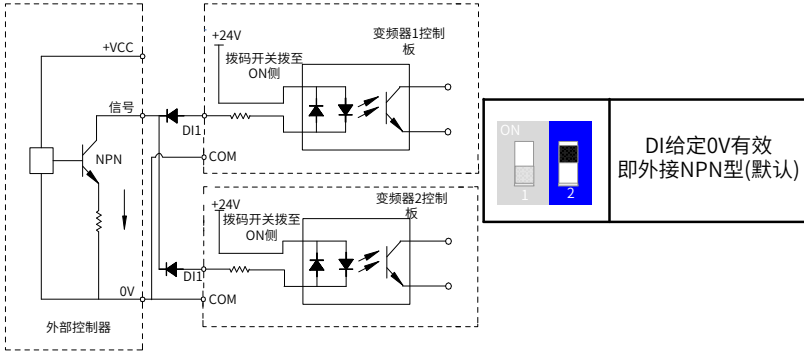 +VCC
信号
NPN
0V
外部控制器
+24V
变频器1控制
板
拨码开关拨至
ON侧
DI1
COM
+24V
变频器2控制
板
拨码开关拨至
ON侧
DI1
COM
ON
1
2
DI给定0V有效
即外接NPN型(默认)